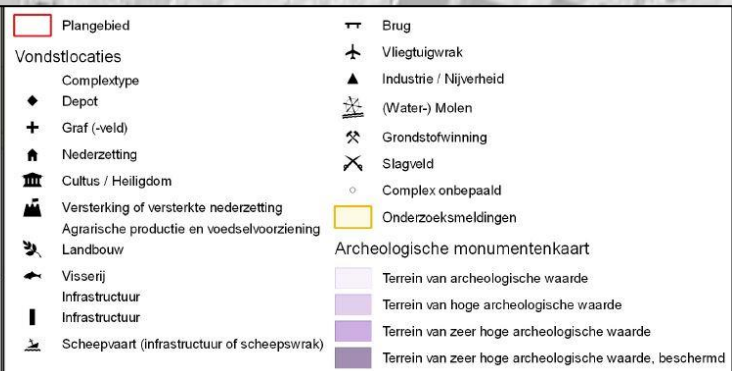 Plangebied
Vondstlocaties
Complextype
Depot
Graf (-veld)
Nederzetting
Cultus / Heiligdom
Versterking of versterkte nederzetting
Agrarische productie en voedselvoorziening
Landbouw
Visserij
Infrastructuur
Infrastructuur
Scheepvaart (infrastructuur of scheepswrak)
Brug
Vliegtuigwrak
Industrie / Nijverheid
(Water-) Molen
Grondstofwinning
Slagveld
Complex onbepaald
Onderzoeksmeldingen
Archeologische monumentenkaart
Terrein van archeologische waarde
Terrein van hoge archeologische waarde
Terrein van zeer hoge archeologische waarde
Terrein van zeer hoge archeologische waarde, beschermd